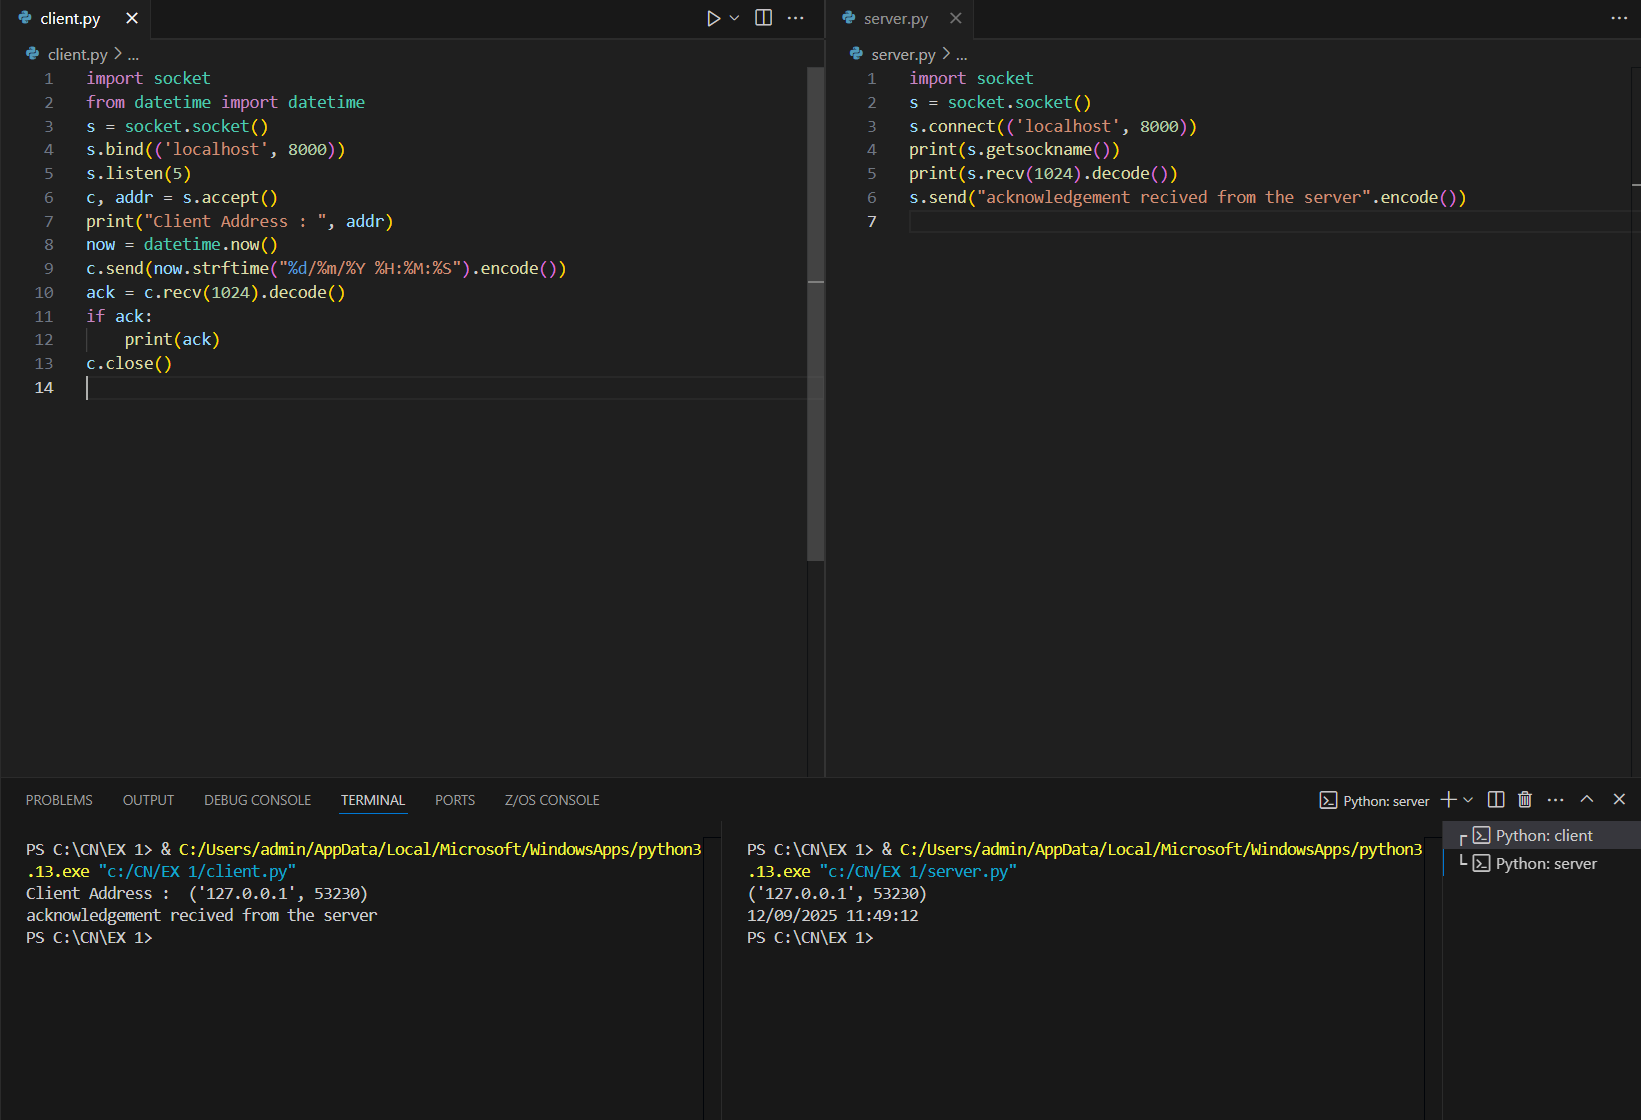 client.py
client.py > ...
1 import socket
2 from datetime import datetime
3 s = socket.socket()
4 s.bind(('localhost', 8000))
5 s.listen(5)
6 c, addr = s.accept()
7 print("Client Address : ", addr)
8 now = datetime.now()
9 c.send(now.strftime("%d/%m/%Y %H:%M:%S").encode())
10 ack = c.recv(1024).decode()
11 if ack:
12     print(ack)
13 c.close()
14
server.py
server.py > ...
1 import socket
2 s = socket.socket()
3 s.connect(('localhost', 8000))
4 print(s.getsockname())
5 print(s.recv(1024).decode())
6 s.send("acknowledgement recived from the server".encode())
7
PROBLEMS OUTPUT DEBUG CONSOLE TERMINAL PORTS Z/OS CONSOLE
Python: server
PS C:\CN\EX 1> & C:/Users/admin/AppData/Local/Microsoft/WindowsApps/python3
.13.exe "c:/CN/EX 1/client.py"
Client Address :  ('127.0.0.1', 53230)
acknowledgement recived from the server
PS C:\CN\EX 1>
PS C:\CN\EX 1> & C:/Users/admin/AppData/Local/Microsoft/WindowsApps/python3
.13.exe "c:/CN/EX 1/server.py"
('127.0.0.1', 53230)
12/09/2025 11:49:12
PS C:\CN\EX 1>
Python: client
Python: server